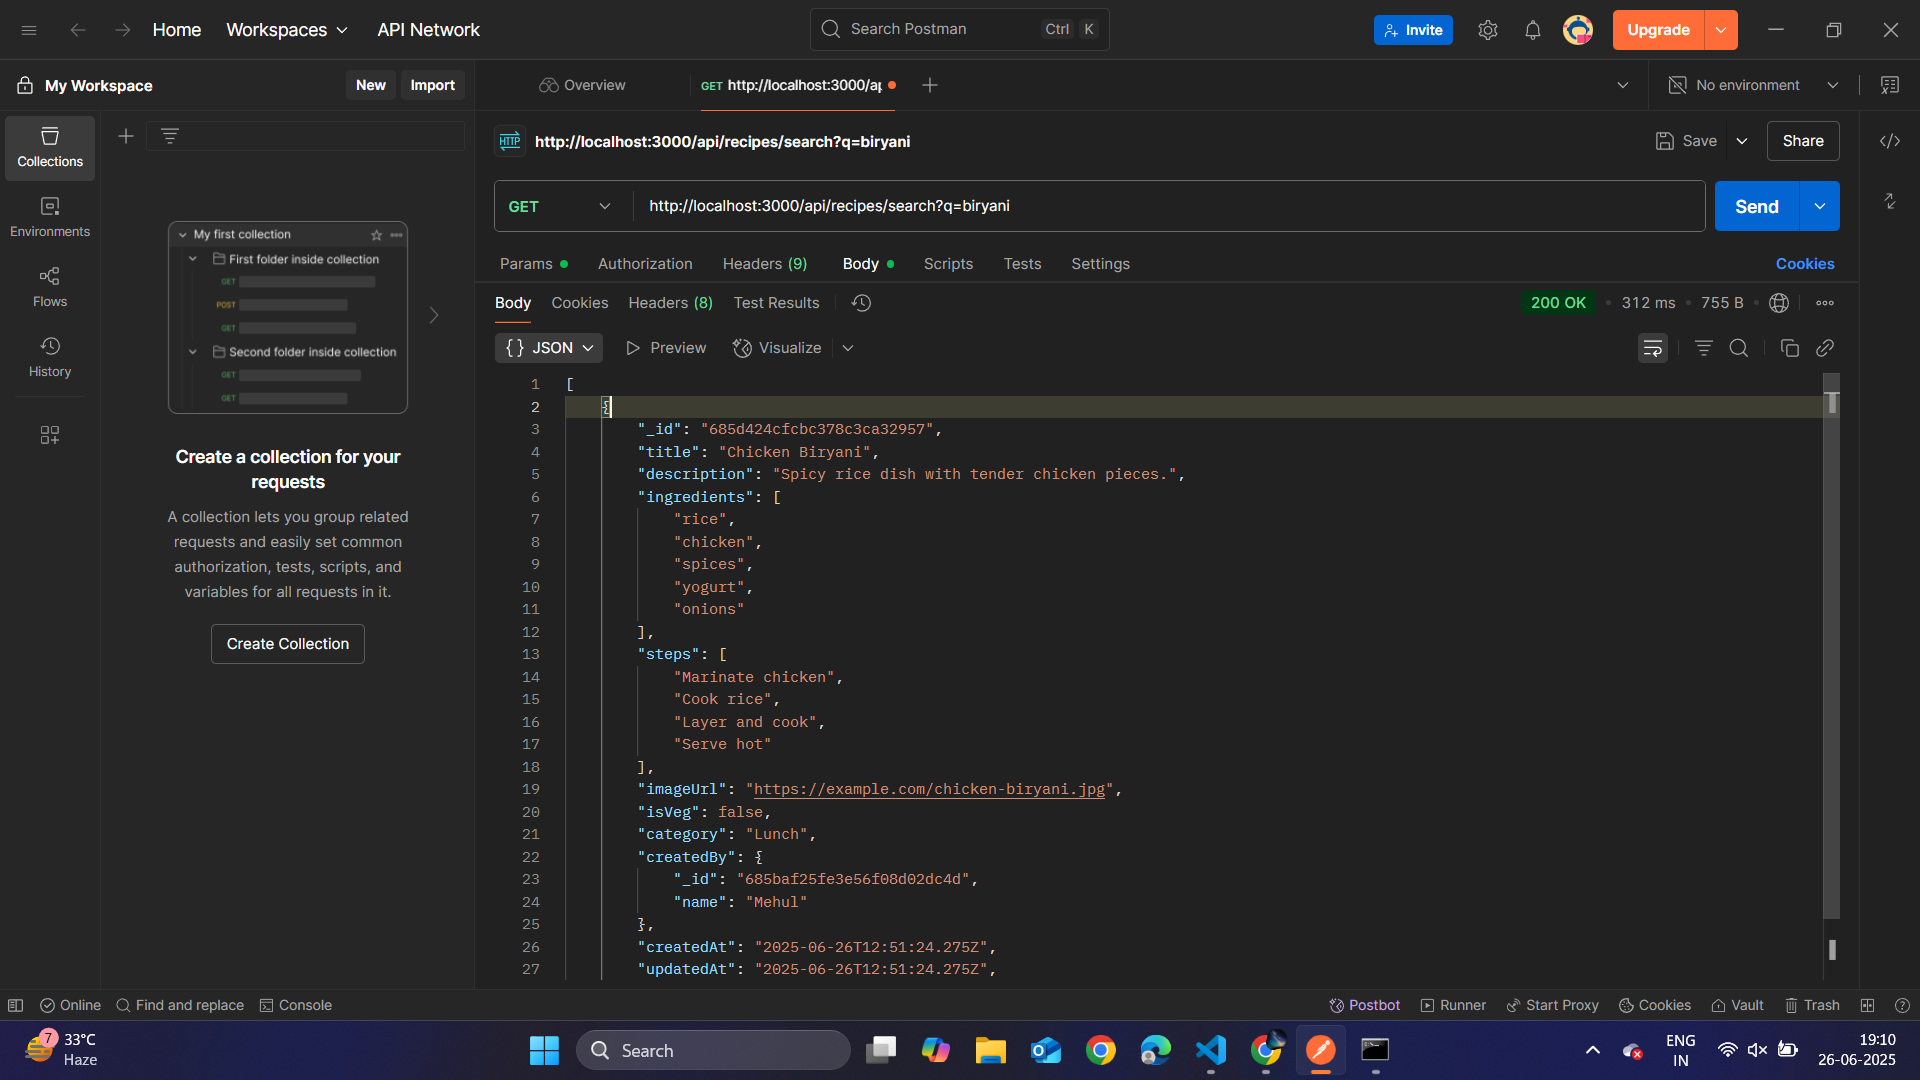 Home Workspaces API Network
Search Postman Ctrl K
Invite Upgrade
My Workspace New Import
Overview GET http://localhost:3000/ap No environment
Collections
Environments
Flows
History
My first collection
First folder inside collection
GET
POST
GET
Second folder inside collection
GET
GET
Create a collection for your
requests
A collection lets you group related
requests and easily set common
authorization, tests, scripts, and
variables for all requests in it.
Create Collection
HTTP http://localhost:3000/api/recipes/search?q=biryani Save Share
GET http://localhost:3000/api/recipes/search?q=biryani Send
Params Authorization Headers (9) Body Scripts Tests Settings Cookies
Body Cookies Headers (8) Test Results 200 OK 312 ms 755 B
{} JSON Preview Visualize
1 [
2 {
3 "_id": "685d424cfcbc378c3ca32957",
4 "title": "Chicken Biryani",
5 "description": "Spicy rice dish with tender chicken pieces.",
6 "ingredients": [
7 "rice",
8 "chicken",
9 "spices",
10 "yogurt",
11 "onions"
12 ],
13 "steps": [
14 "Marinate chicken",
15 "Cook rice",
16 "Layer and cook",
17 "Serve hot"
18 ],
19 "imageUrl": "https://example.com/chicken-biryani.jpg",
20 "isVeg": false,
21 "category": "Lunch",
22 "createdBy": {
23 "_id": "685baf25fe3e56f08d02dc4d",
24 "name": "Mehul"
25 },
26 "createdAt": "2025-06-26T12:51:24.275Z",
27 "updatedAt": "2025-06-26T12:51:24.275Z",
Online Find and replace Console Postbot Runner Start Proxy Cookies Vault Trash
7 33°C
Haze
Search
ENG
IN
19:10
26-06-2025